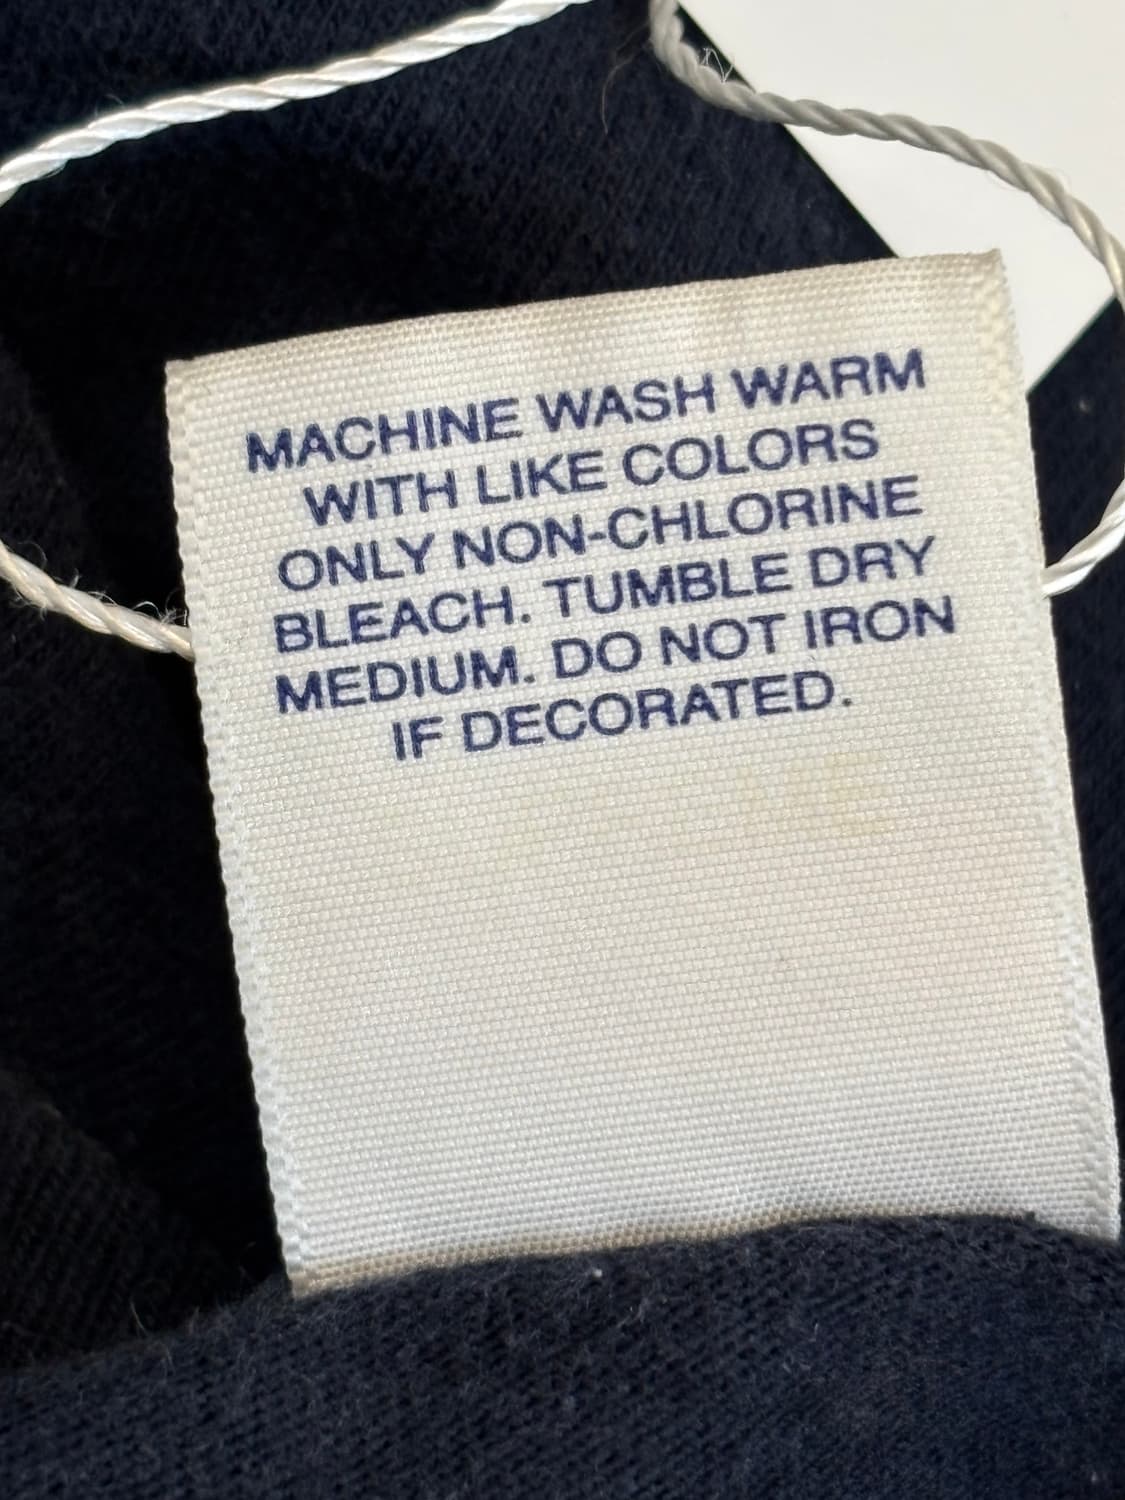 MACHINE WASH WARM
WITH LIKE COLORS
ONLY NON-CHLORINE
BLEACH. TUMBLE DRY
MEDIUM. DO NOT IRON
IF DECORATED.